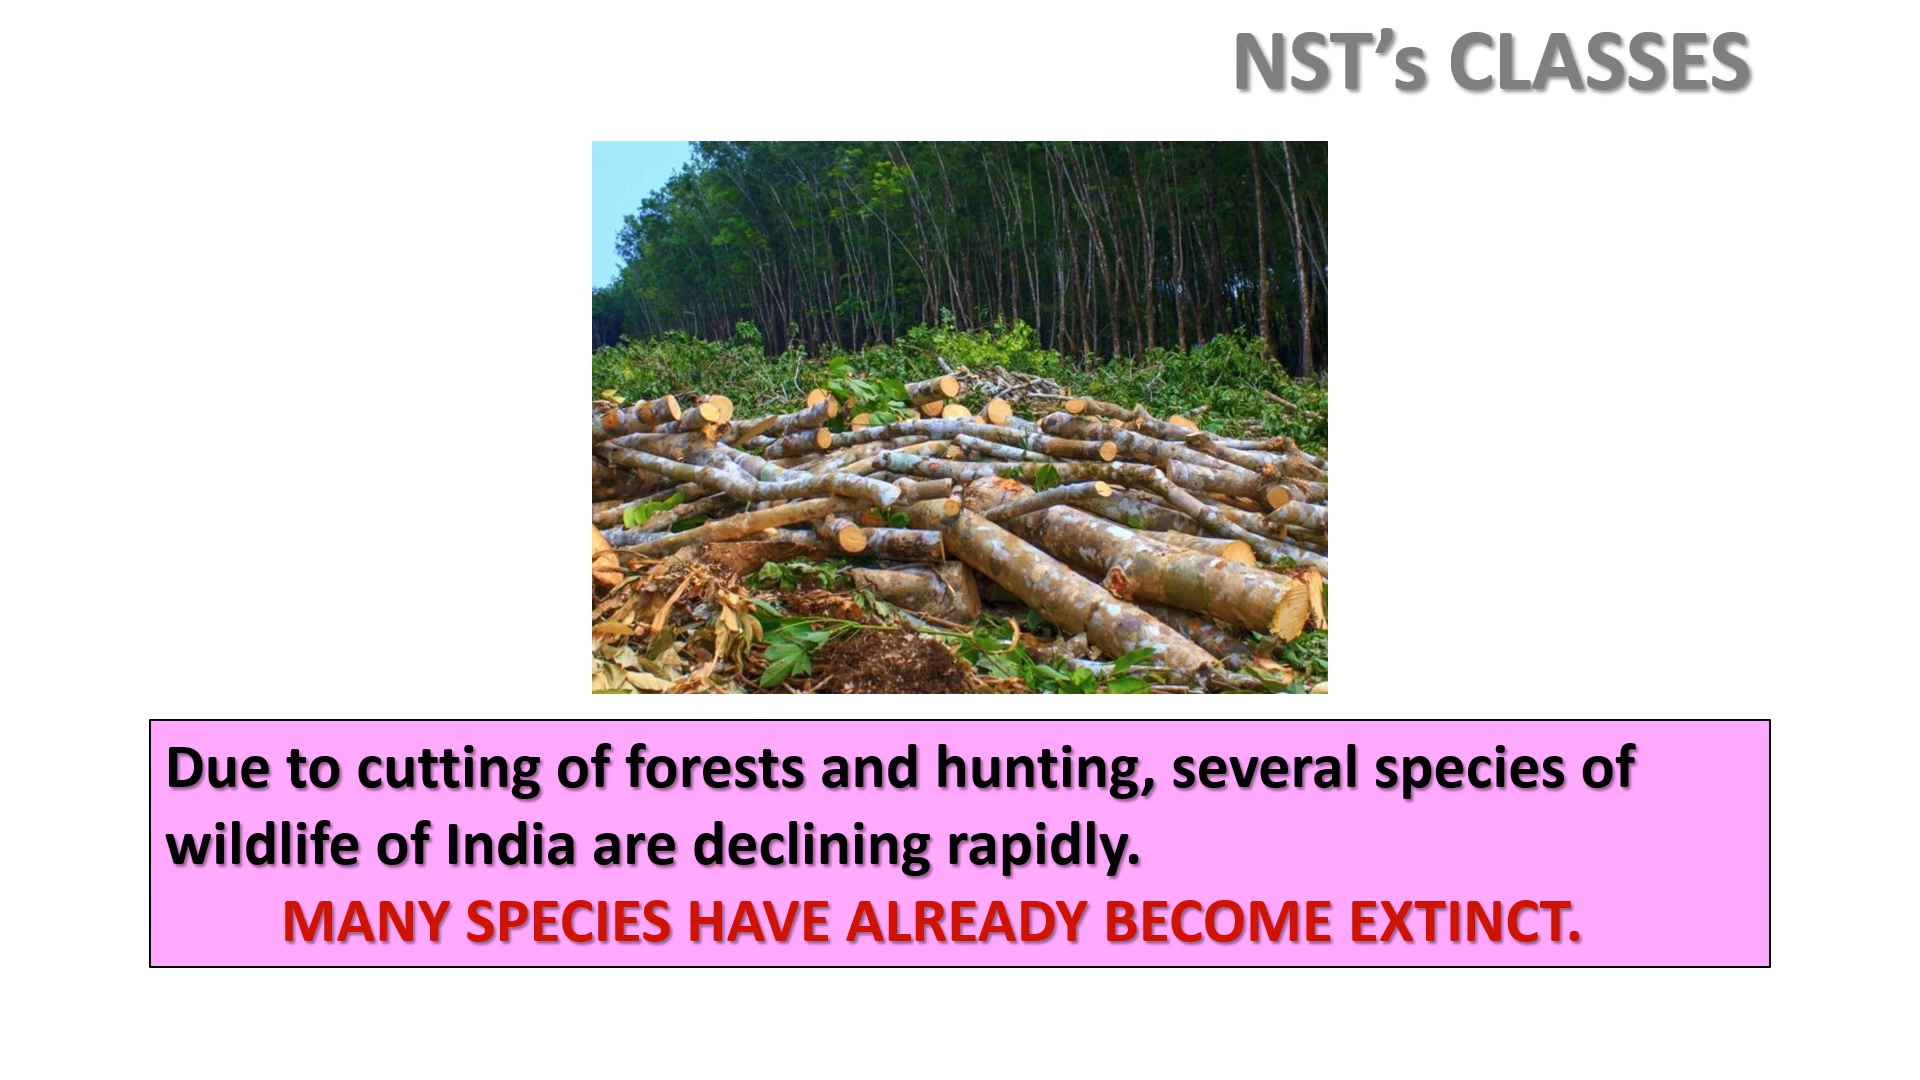 NST’s CLASSES
Due to cutting of forests and hunting, several species of
wildlife of India are declining rapidly.
MANY SPECIES HAVE ALREADY BECOME EXTINCT.